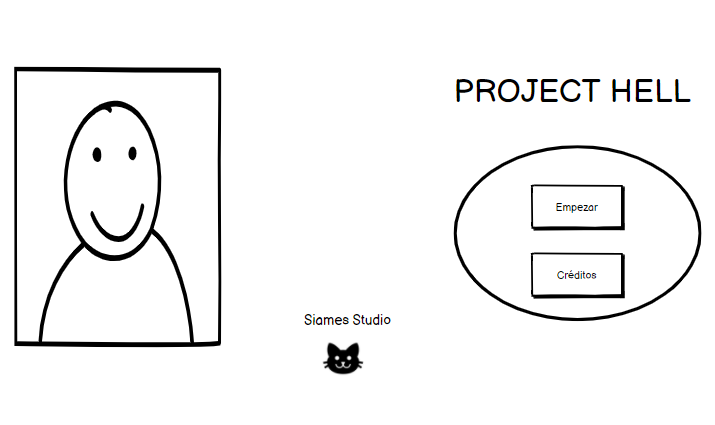 PROJECT HELL
Empezar
Créditos
Siames Studio